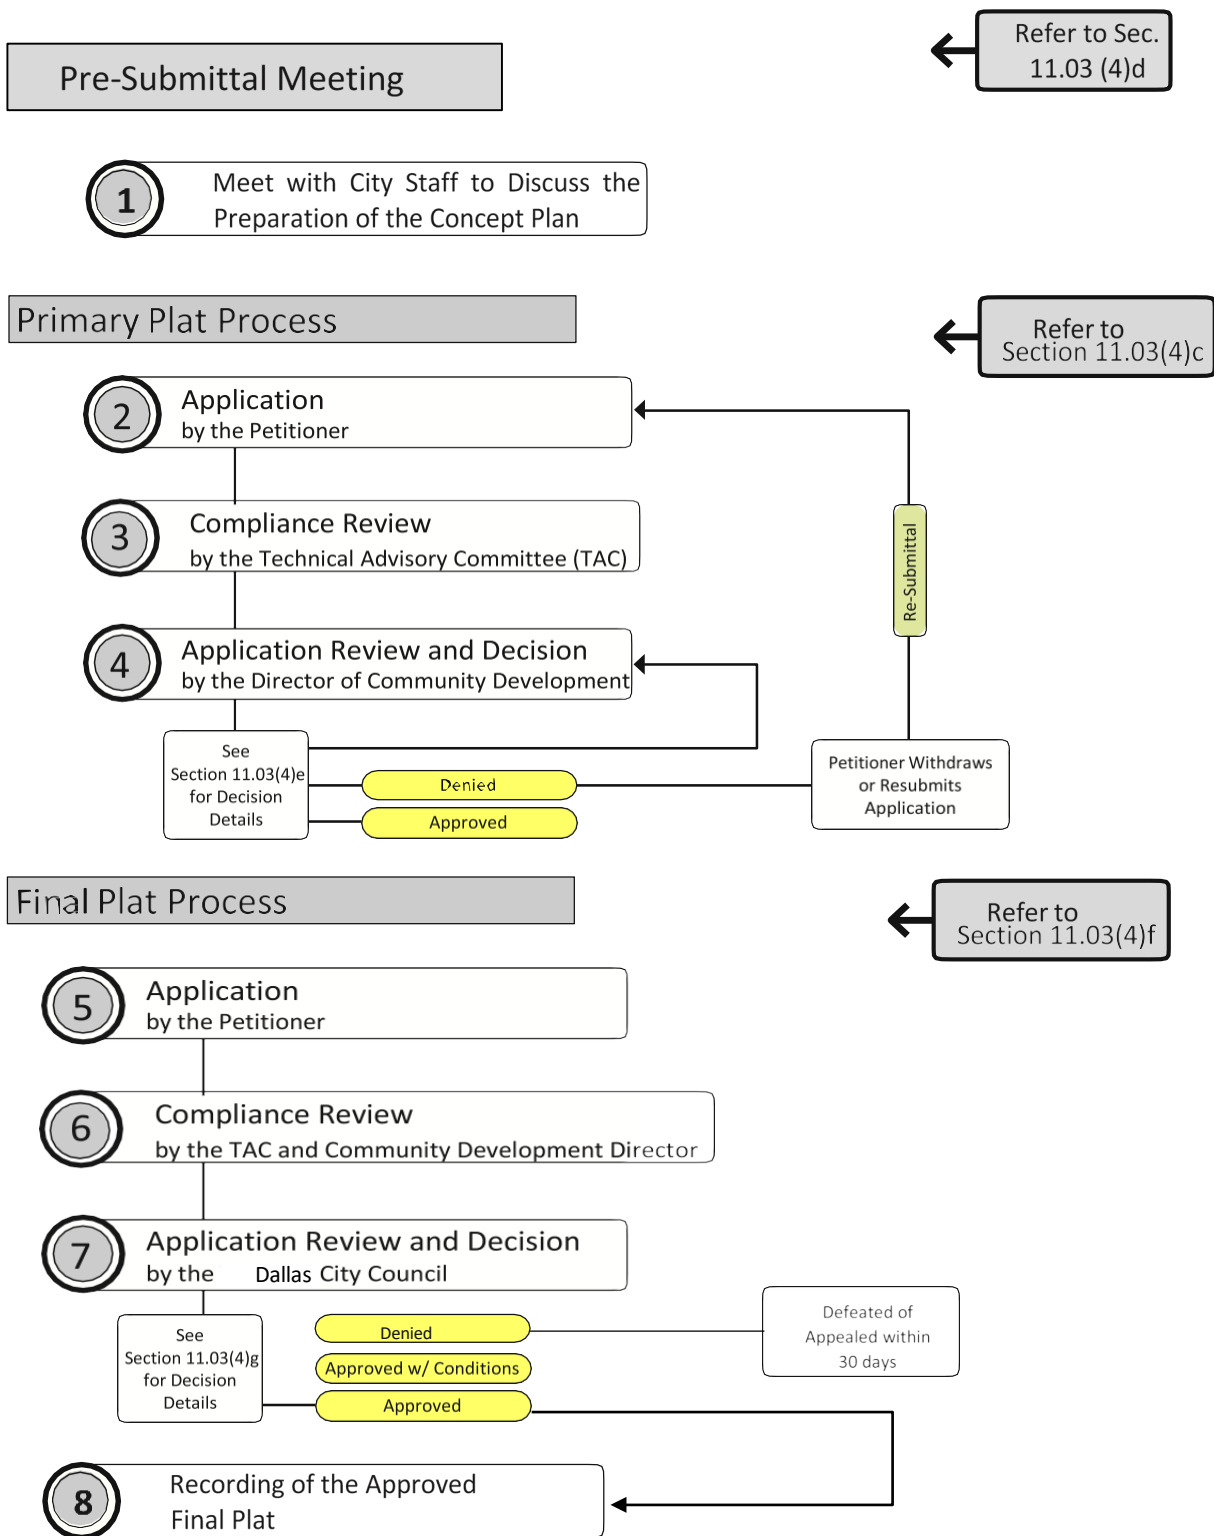 Refer to Sec.
11.03 (4)d
Pre-Submittal Meeting
1
Meet with City Staff to Discuss the
Preparation of the Concept Plan
Primary Plat Process
Refer to
Section 11.03(4)c
2
Application
by the Petitioner
3
Compliance Review
by the Technical Advisory Committee (TAC)
Re-Submittal
4
Application Review and Decision
by the Director of Community Development
See
Section 11.03(4)e
for Decision
Details
Denied
Approved
Petitioner Withdraws
or Resubmits
Application
Final Plat Process
Refer to
Section 11.03(4)f
5
Application
by the Petitioner
6
Compliance Review
by the TAC and Community Development Director
7
Application Review and Decision
by the Dallas City Council
See
Section 11.03(4)g
for Decision
Details
Denied
Approved w/ Conditions
Approved
Defeated of
Appealed within
30 days
8
Recording of the Approved
Final Plat